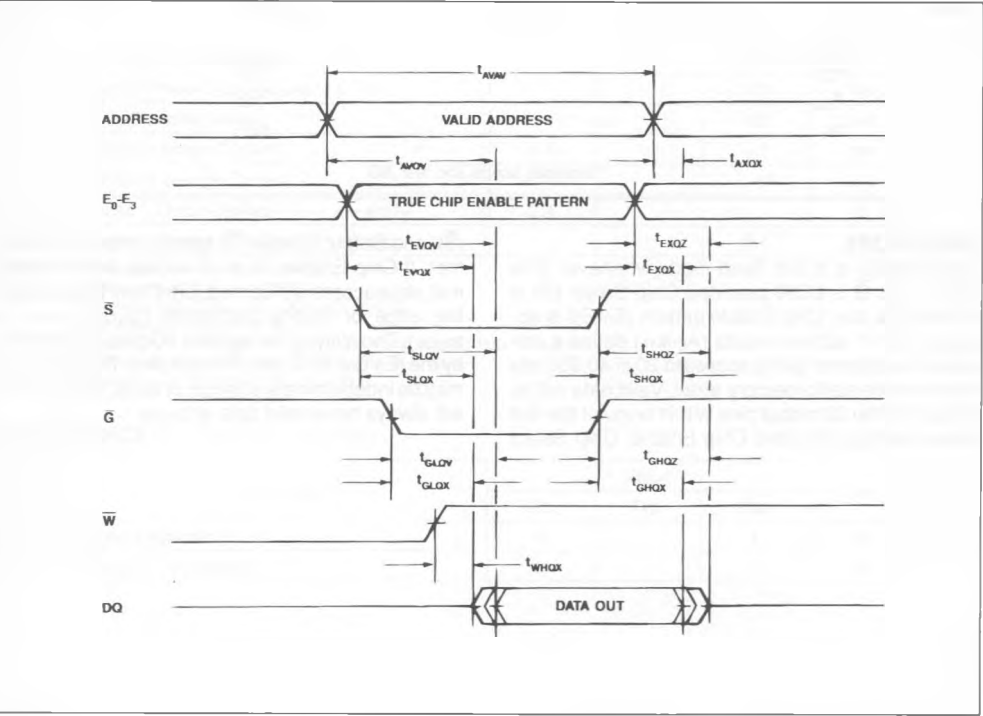 tAVAV
ADDRESS VALID ADDRESS
tAVQV tAXQX
E0-E3 TRUE CHIP ENABLE PATTERN
tEVQV tEXQZ
tEVQX tEXQX
S̅
tSLQV tSHQZ
tSLQX tSHQX
G̅
tGLQV tGHQZ
tGLQX tGHQX
W̅
tWHQX
DQ DATA OUT